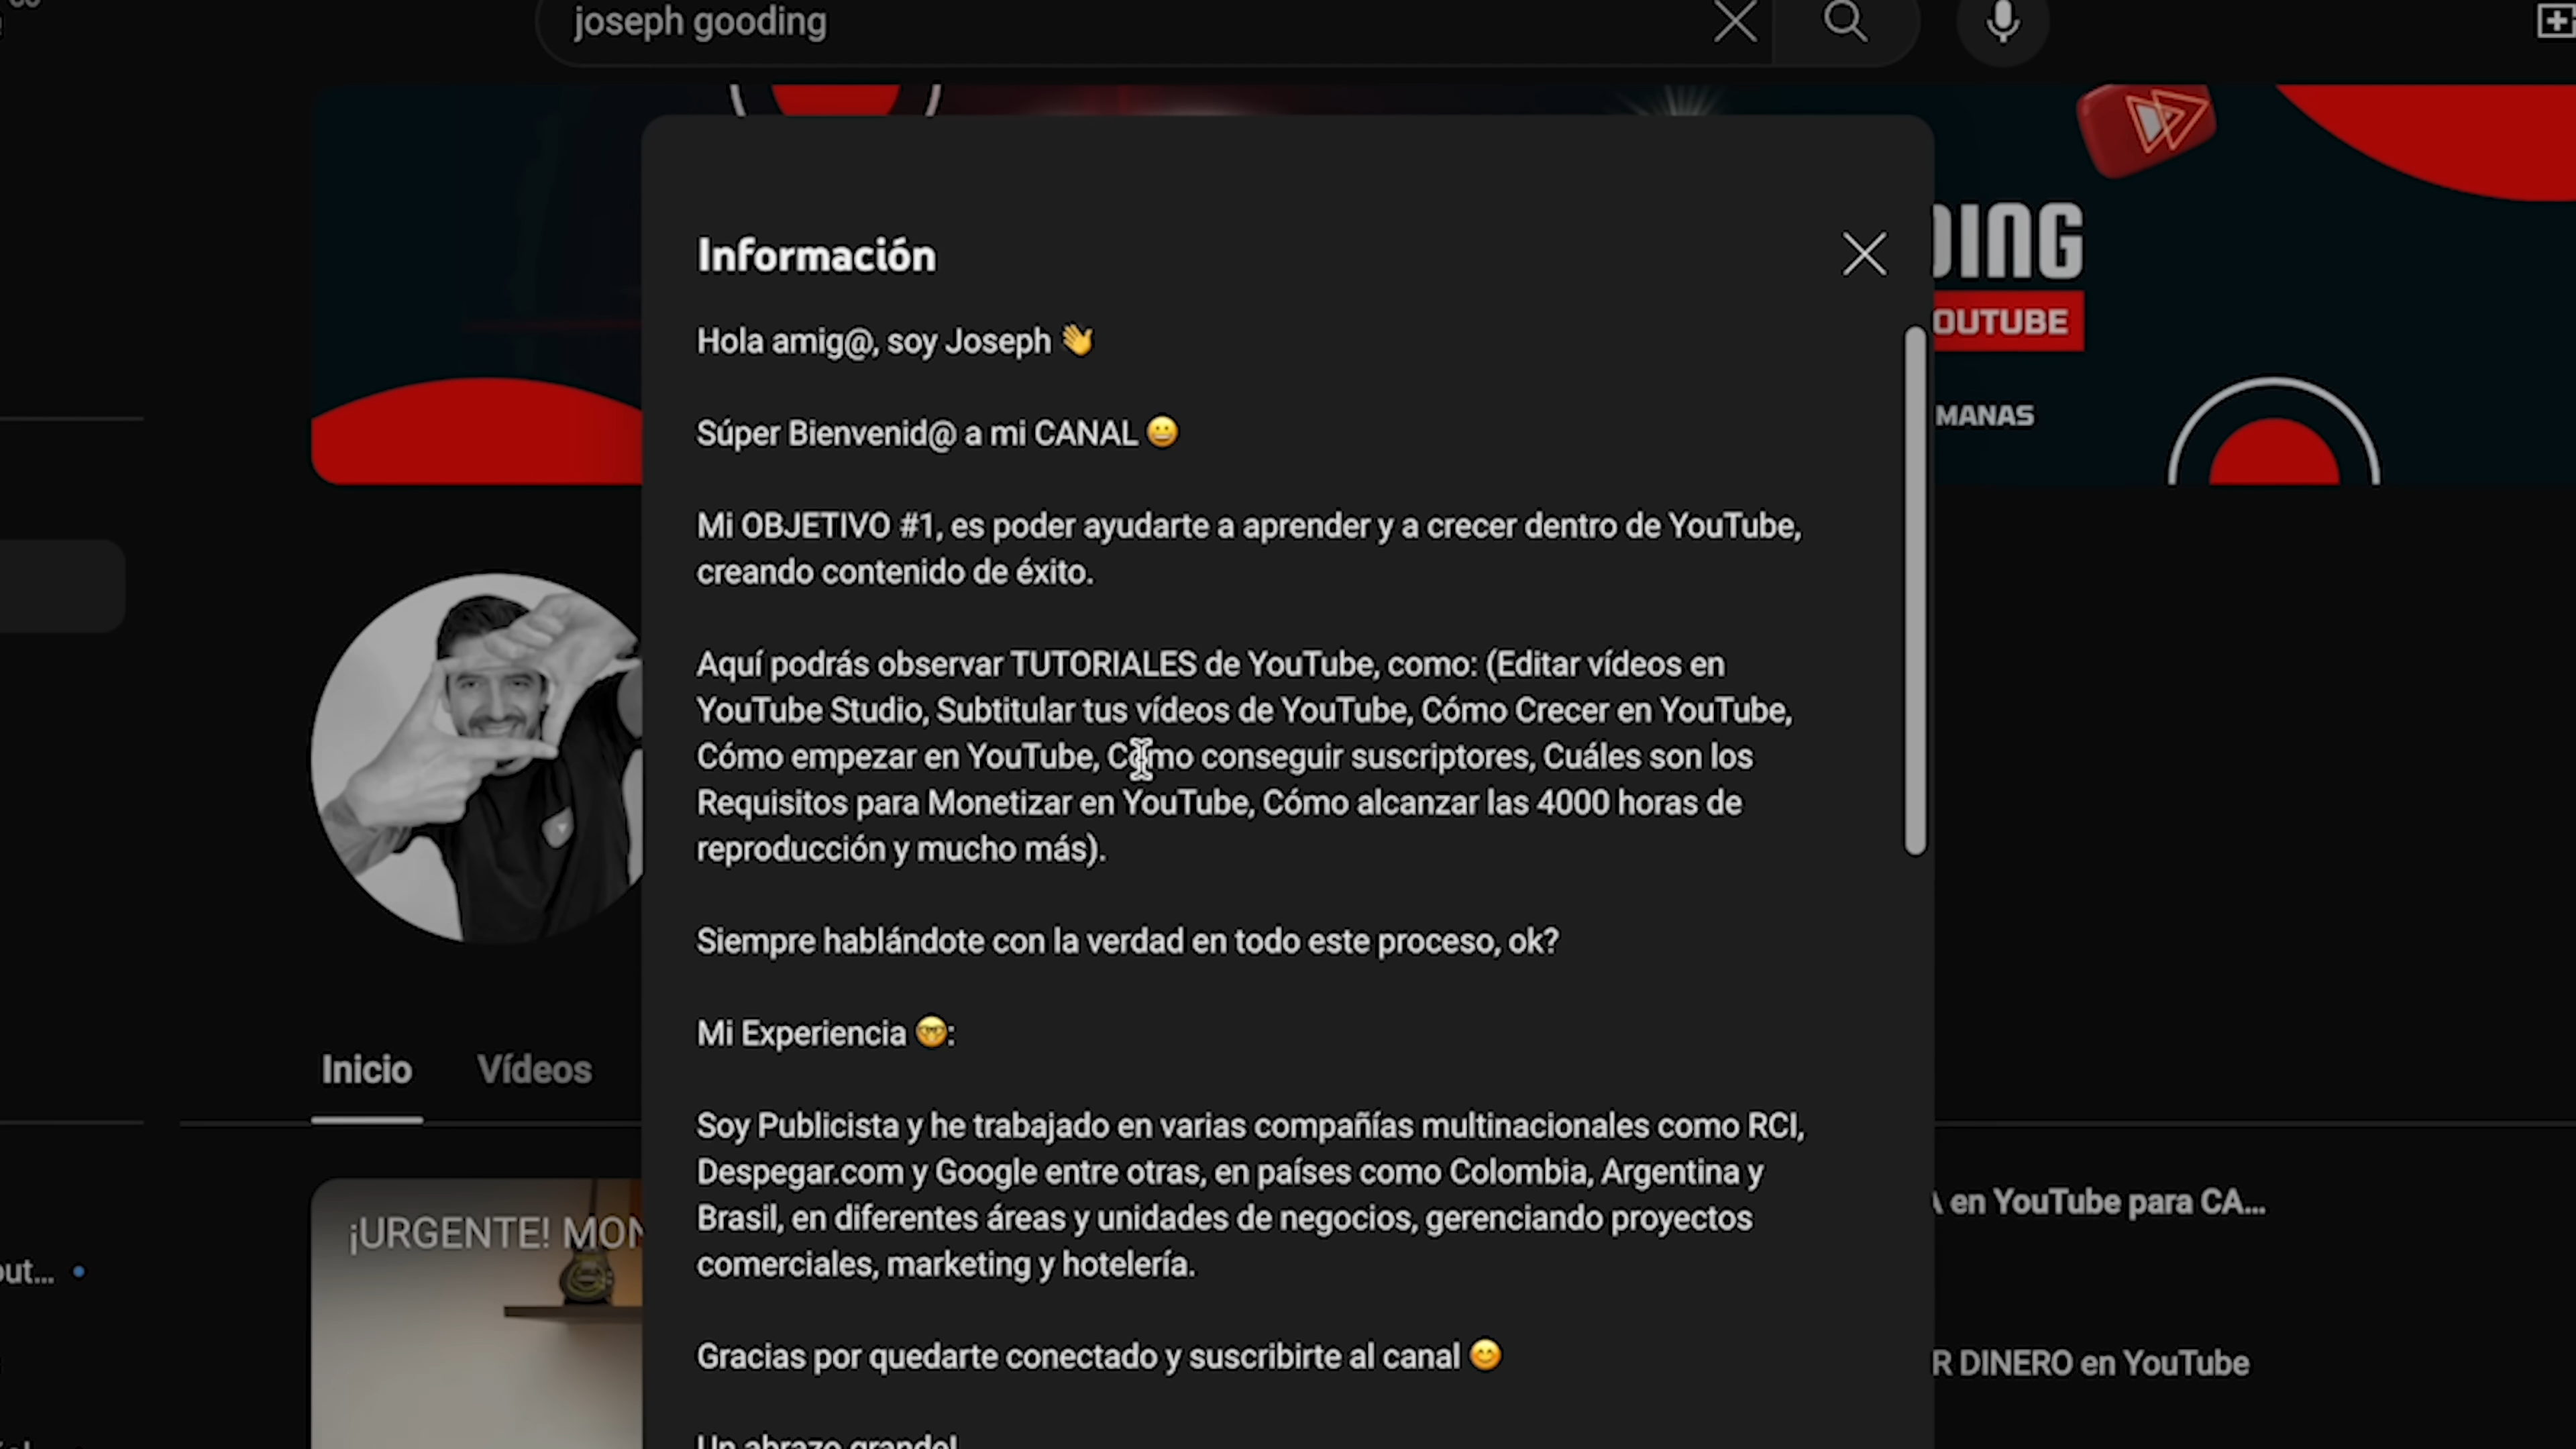 joseph gooding
DING
OUTUBE
MANAS
Información
Hola amig@, soy Joseph 👋
Súper Bienvenid@ a mi CANAL 😀
Mi OBJETIVO #1, es poder ayudarte a aprender y a crecer dentro de YouTube,
creando contenido de éxito.
Aquí podrás observar TUTORIALES de YouTube, como: (Editar vídeos en
YouTube Studio, Subtitular tus vídeos de YouTube, Cómo Crecer en YouTube,
Cómo empezar en YouTube, Cómo conseguir suscriptores, Cuáles son los
Requisitos para Monetizar en YouTube, Cómo alcanzar las 4000 horas de
reproducción y mucho más).
Siempre hablándote con la verdad en todo este proceso, ok?
Mi Experiencia 🤓:
Soy Publicista y he trabajado en varias compañías multinacionales como RCI,
Despegar.com y Google entre otras, en países como Colombia, Argentina y
Brasil, en diferentes áreas y unidades de negocios, gerenciando proyectos
comerciales, marketing y hotelería.
Gracias por quedarte conectado y suscribirte al canal 😊
Un abrazo grande!
Inicio Vídeos
¡URGENTE! MON
out...
A en YouTube para CA...
R DINERO en YouTube